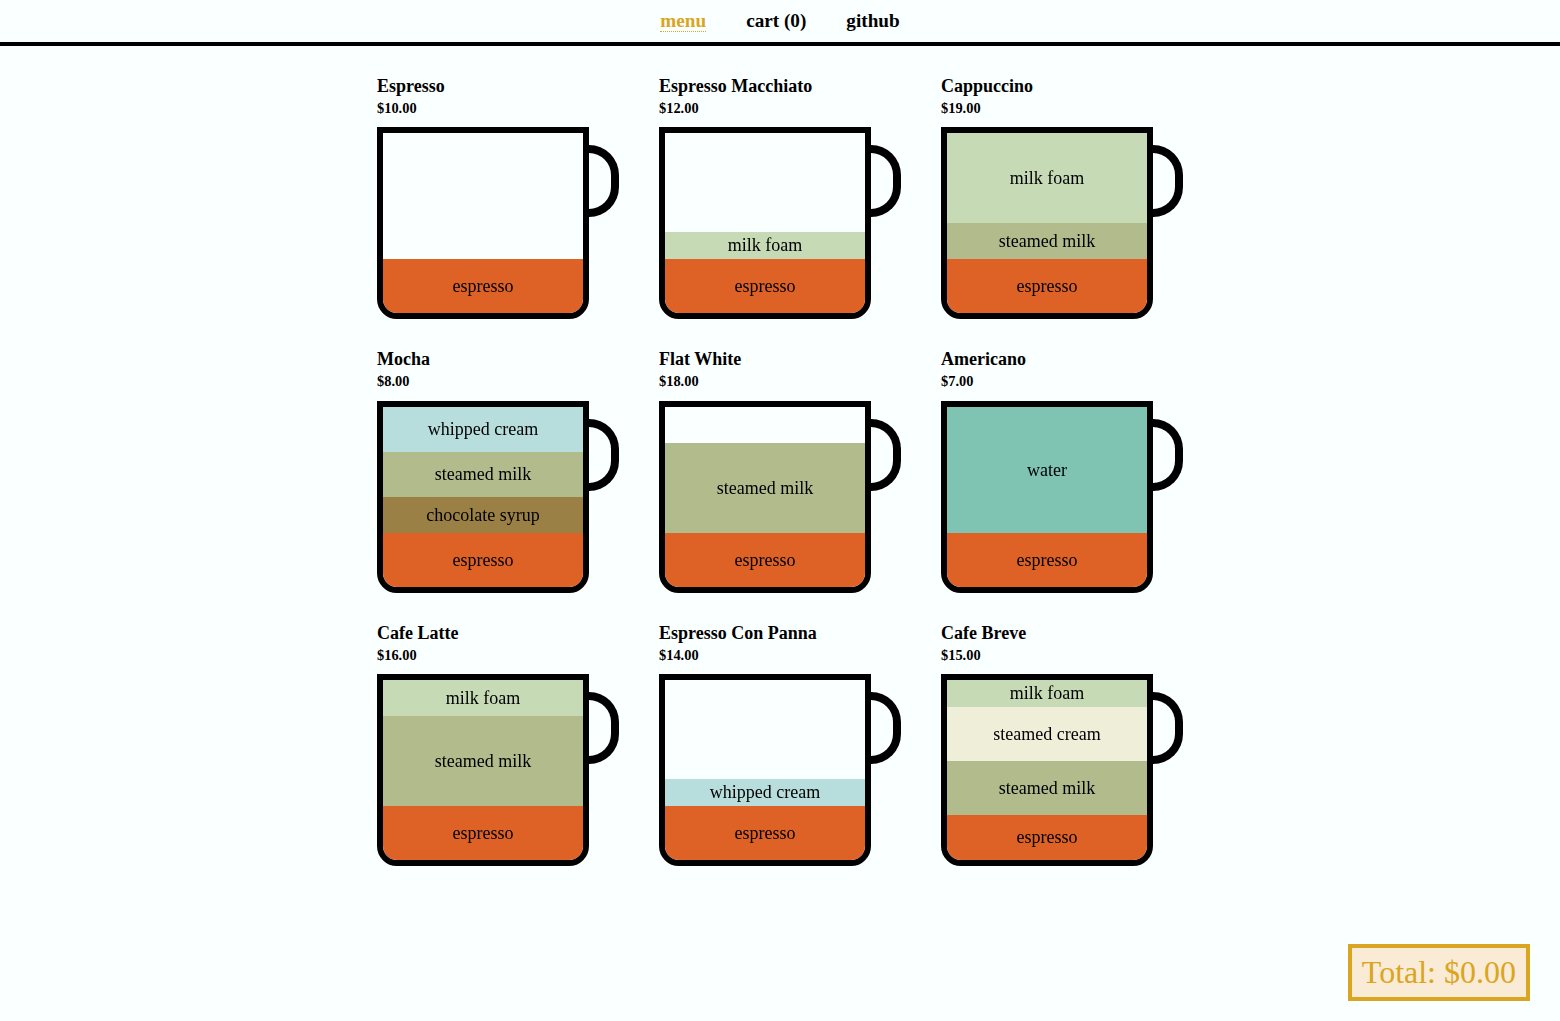 menu cart (0) github
Espresso
$10.00
espresso
Espresso Macchiato
$12.00
milk foam
espresso
Cappuccino
$19.00
milk foam
steamed milk
espresso
Mocha
$8.00
whipped cream
steamed milk
chocolate syrup
espresso
Flat White
$18.00
steamed milk
espresso
Americano
$7.00
water
espresso
Cafe Latte
$16.00
milk foam
steamed milk
espresso
Espresso Con Panna
$14.00
whipped cream
espresso
Cafe Breve
$15.00
milk foam
steamed cream
steamed milk
espresso
Total: $0.00